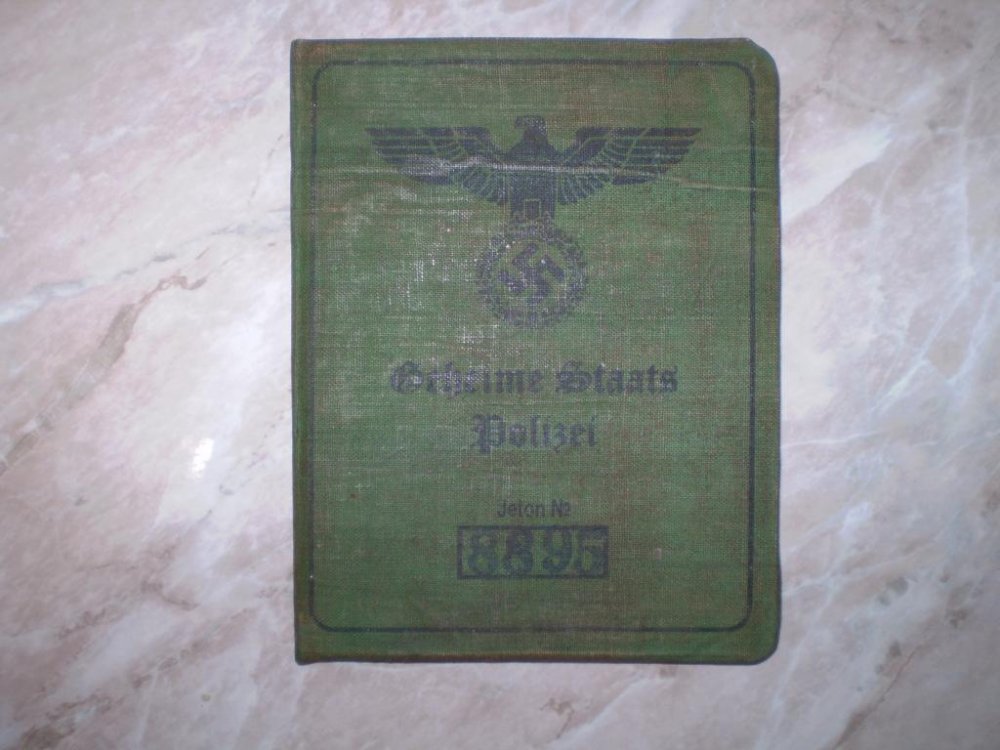 Geheime Staats
Polizei
Jeton №
8895